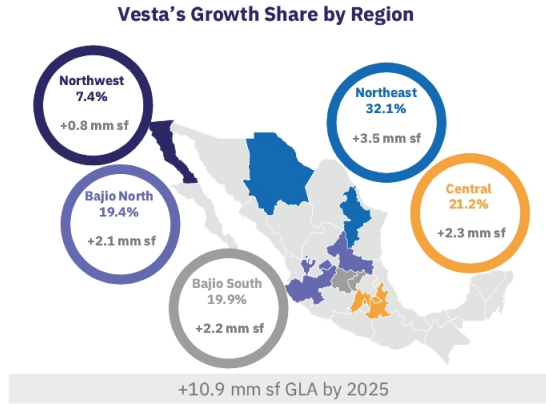 Vesta's Growth Share by Region
Northwest
7.4%
+0.8 mm sf
Northeast
32.1%
+3.5 mm sf
Bajio North
19.4%
+2.1 mm sf
Central
21.2%
+2.3 mm sf
Bajio South
19.9%
+2.2 mm sf
+10.9 mm sf GLA by 2025